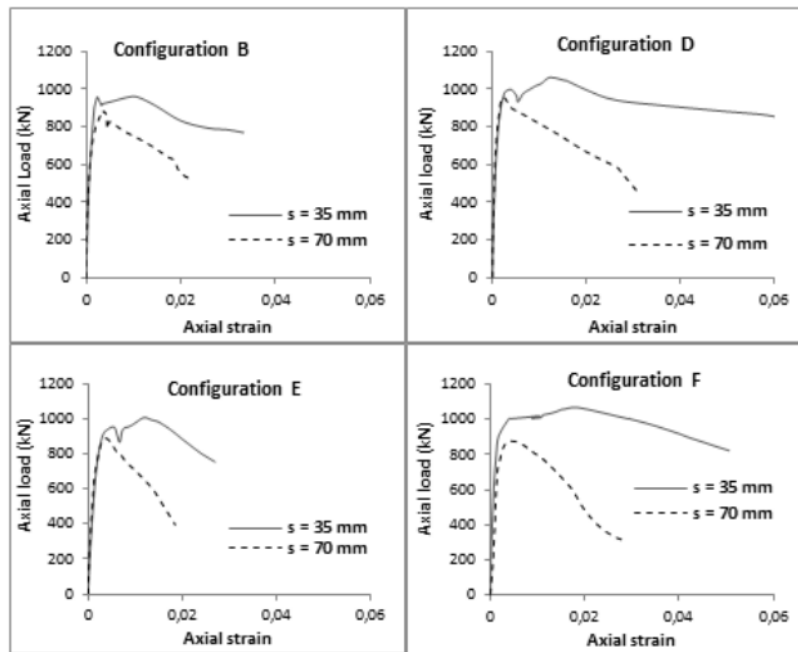 Configuration B
1200
1000
800
600
400
200
0
Axial Load (kN)
s = 35 mm
s = 70 mm
0 0,02 0,04 0,06
Axial strain
Configuration D
1200
1000
800
600
400
200
0
Axial load (kN)
s = 35 mm
s = 70 mm
0 0,02 0,04 0,06
Axial strain
Configuration E
1200
1000
800
600
400
200
0
Axial load (kN)
s = 35 mm
s = 70 mm
0 0,02 0,04 0,06
Axial strain
Configuration F
1200
1000
800
600
400
200
0
Axial load (kN)
s = 35 mm
s = 70 mm
0 0,02 0,04 0,06
Axial strain